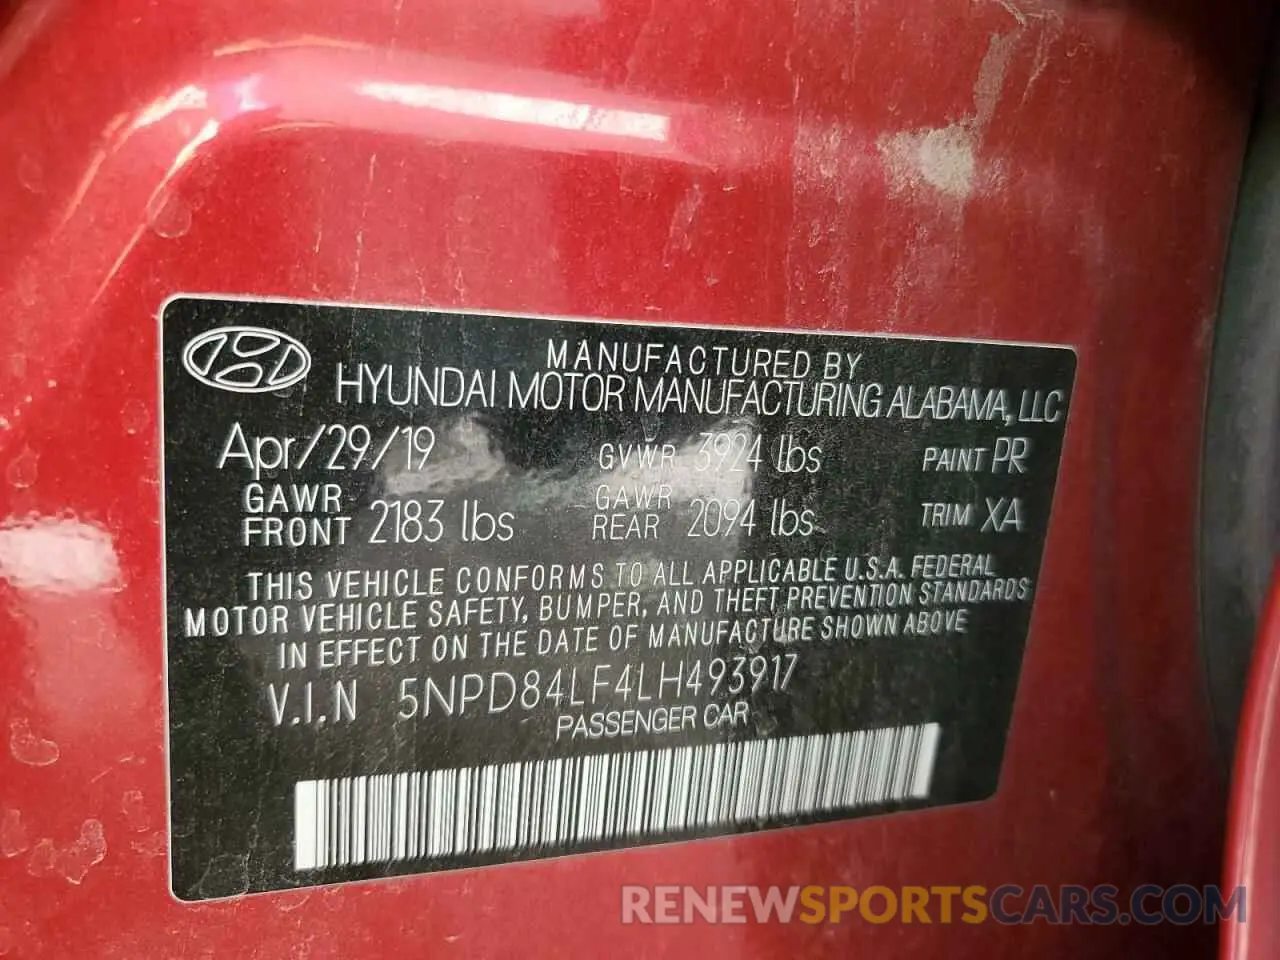 MANUFACTURED BY
HYUNDAI MOTOR MANUFACTURING ALABAMA, LLC
Apr/29/19 GVWR 3924 lbs PAINT PR
GAWR FRONT 2183 lbs GAWR REAR 2094 lbs TRIM XA
THIS VEHICLE CONFORMS TO ALL APPLICABLE U.S.A. FEDERAL
MOTOR VEHICLE SAFETY, BUMPER, AND THEFT PREVENTION STANDARDS
IN EFFECT ON THE DATE OF MANUFACTURE SHOWN ABOVE
V.I.N 5NPD84LF4LH493917
PASSENGER CAR
RENEWSPORTSCARS.COM